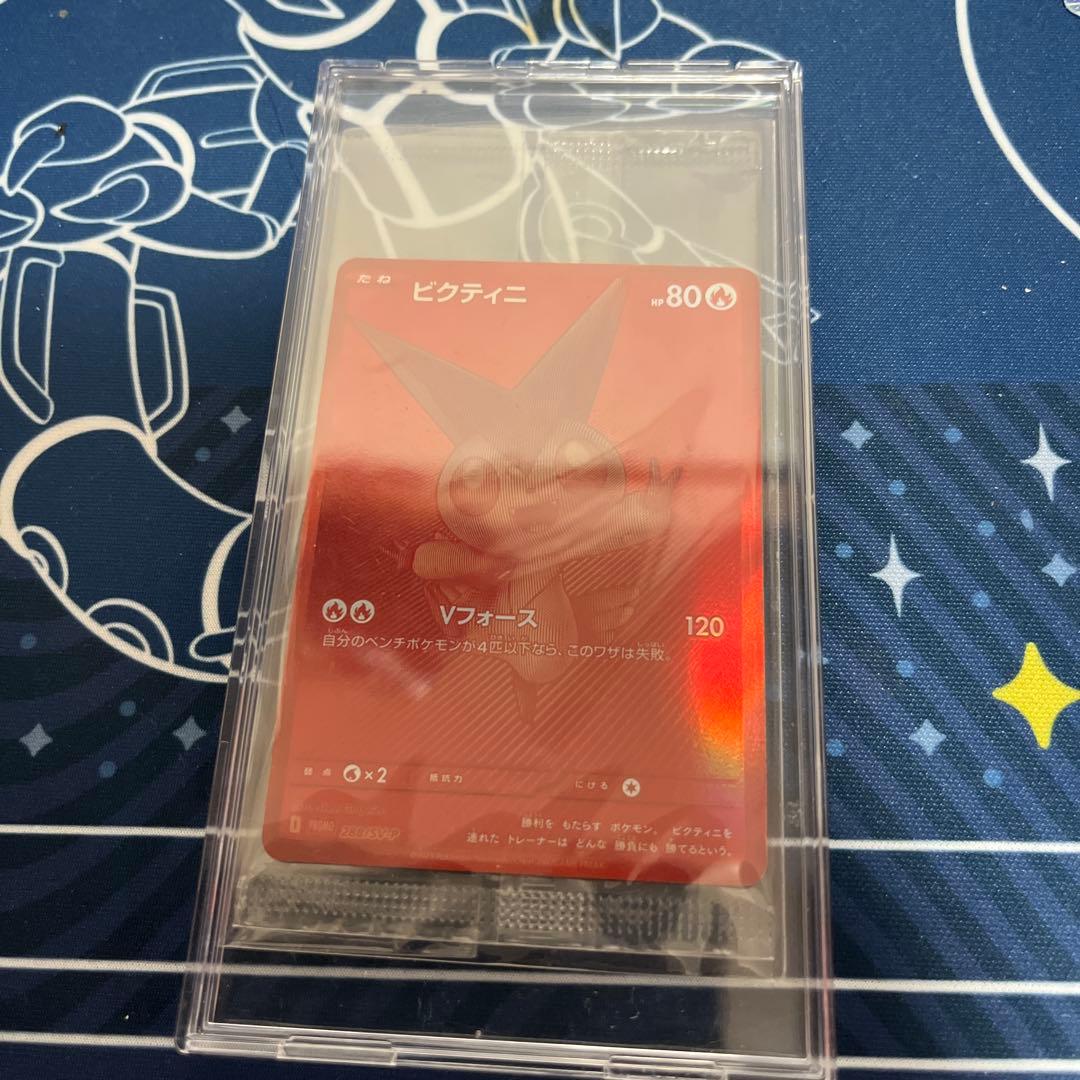 たね ビクティニ HP 80
Vフォース 120
自分のベンチポケモンが4匹以下なら、このワザは失敗。
弱点 ×2 抵抗力 にげる
PROMO 288/SV-P
勝利を もたらす ポケモン。 ビクティニを
連れた トレーナーは どんな 勝負にも 勝てるという。